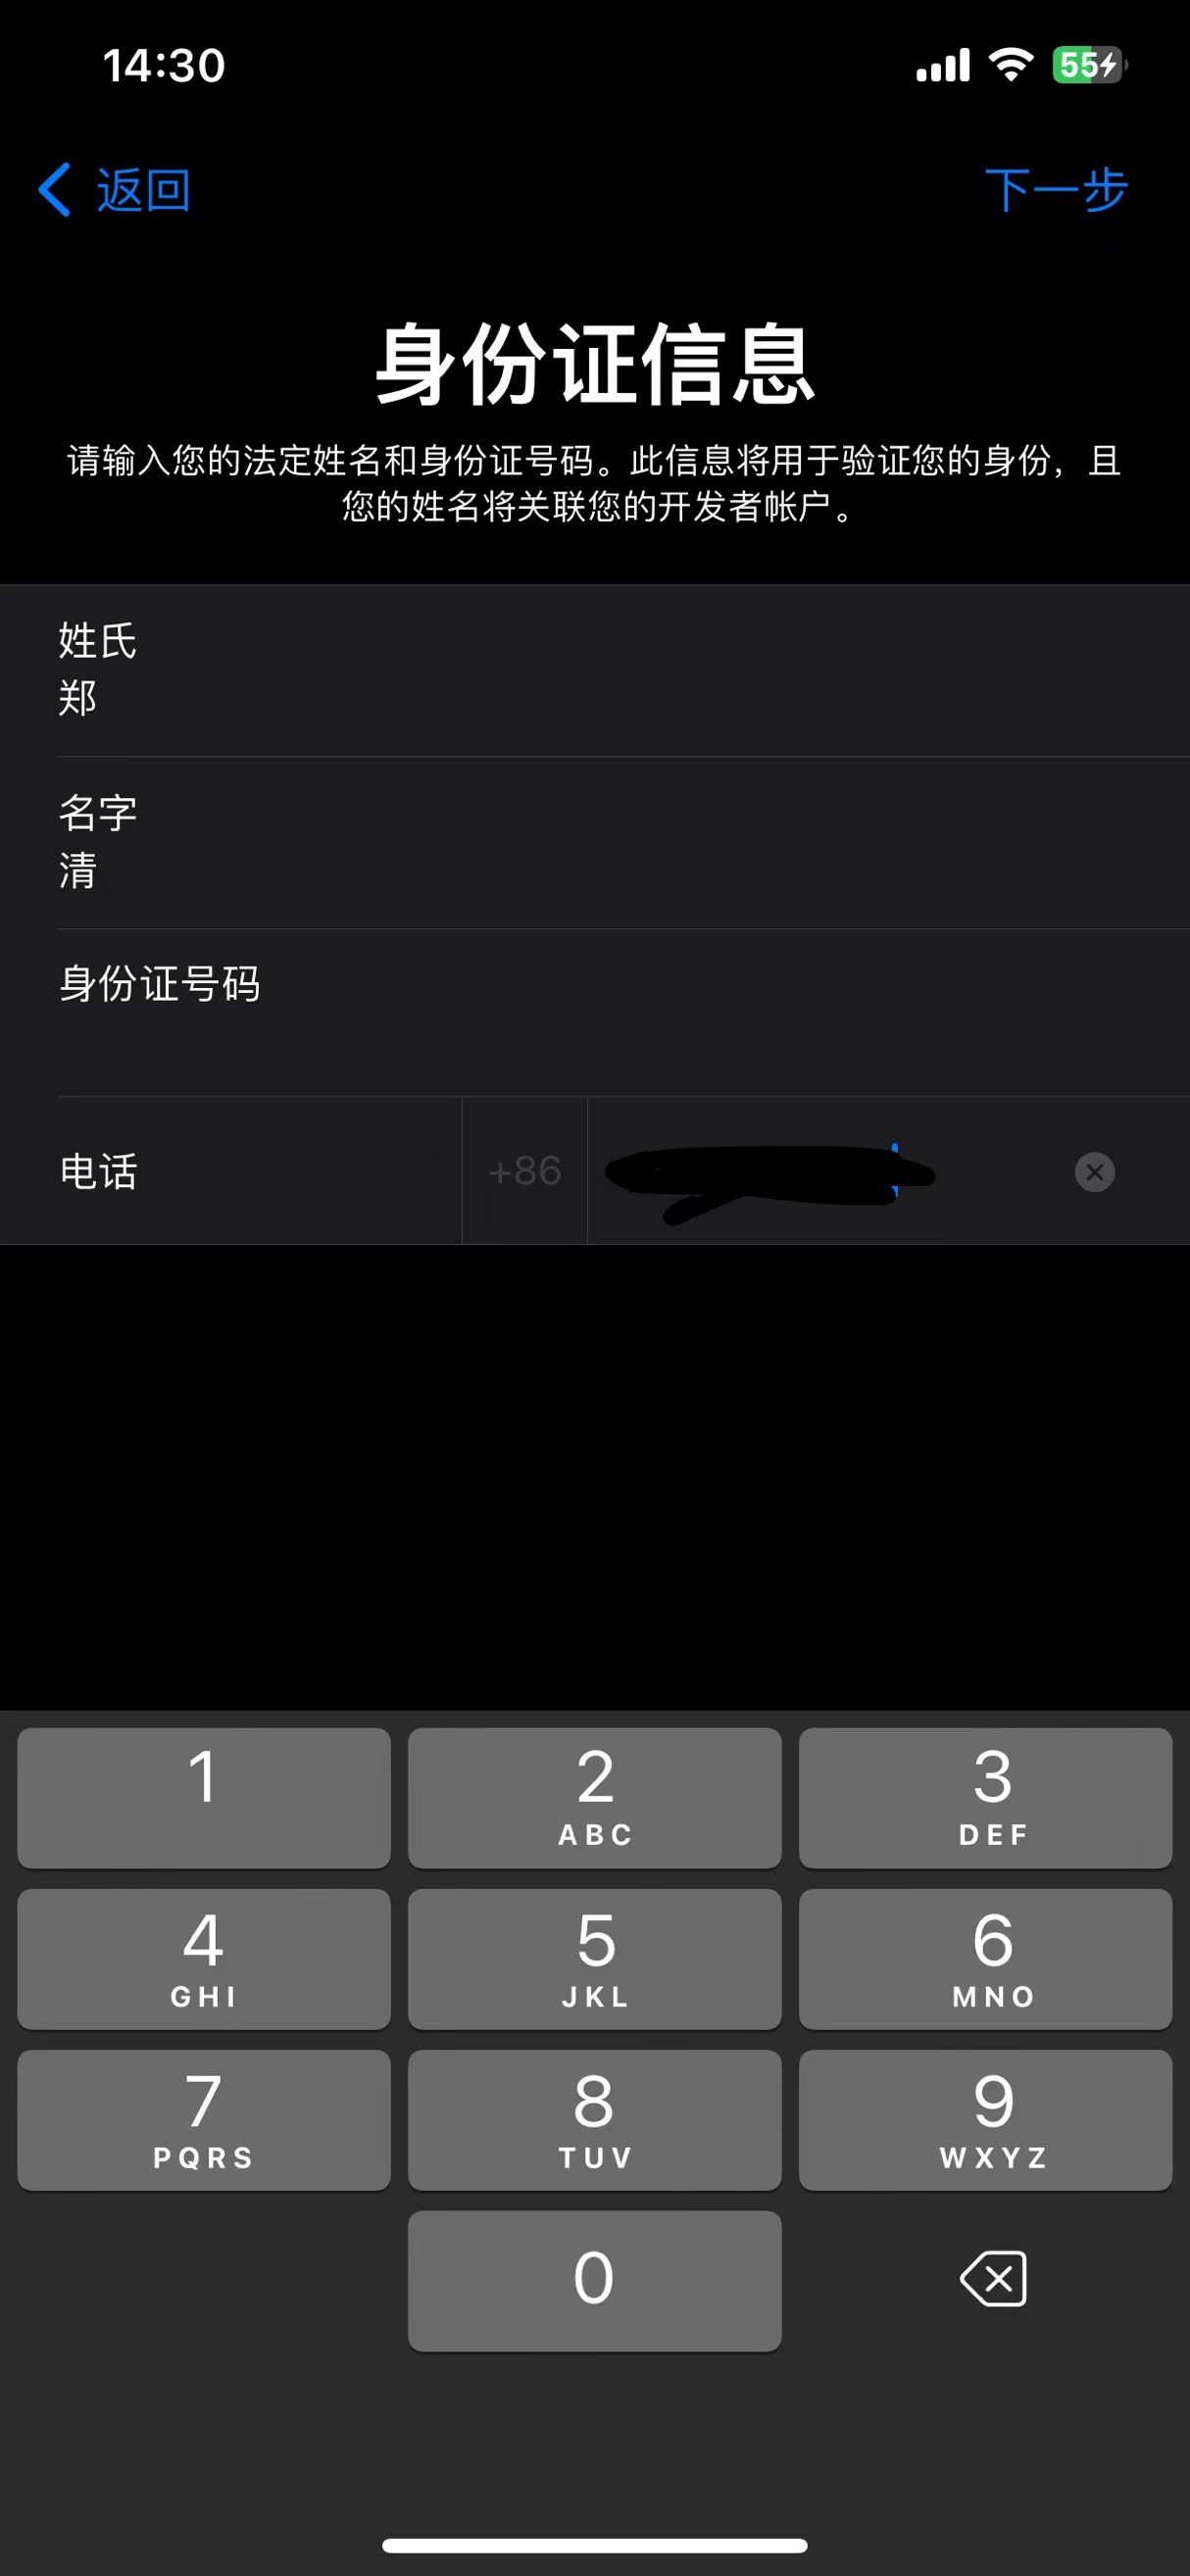 14:30
55
返回
下一步
身份证信息
请输入您的法定姓名和身份证号码。此信息将用于验证您的身份，且
您的姓名将关联您的开发者帐户。
姓氏
郑
名字
清
身份证号码
电话 +86
1 2 3
ABC DEF
4 5 6
GHI JKL MNO
7 8 9
PQRS TUV WXYZ
0